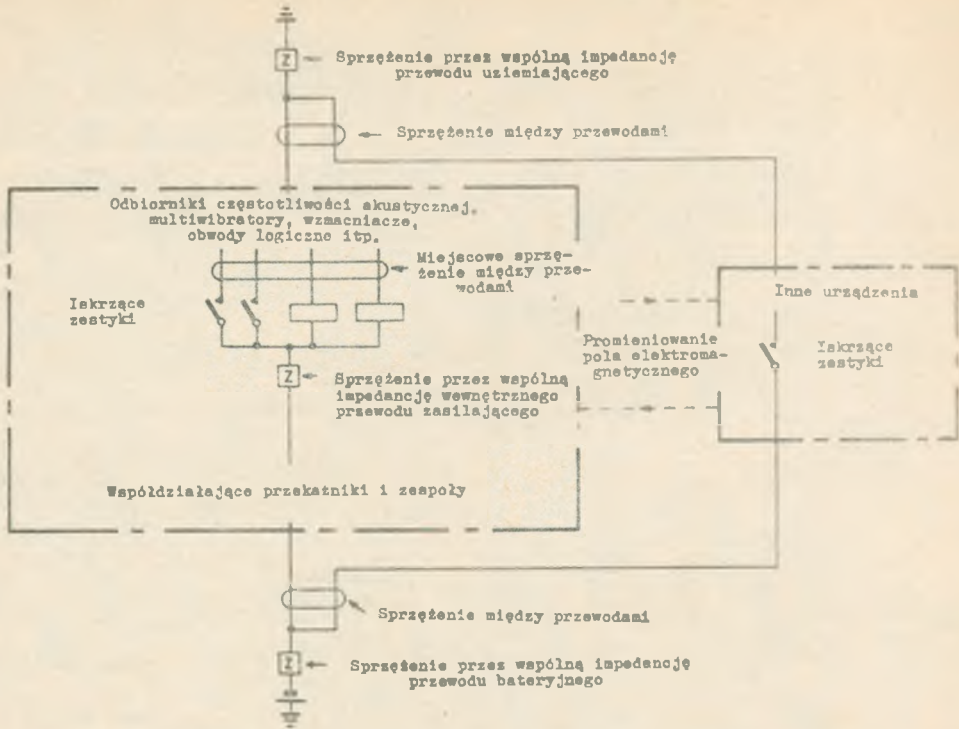 Z
Sprzężenie przez wspólną impedancję
przewodu uziemiającego
Sprzężenie między przewodami
Odbiorniki częstotliwości akustycznej,
multiwibratory, wzmacniacze,
obwody logiczne itp.
Miejscowe sprzę-
żenie między prze-
wodami
Iskrzące
zestyki
Inne urządzenia
Promieniowanie
pola elektroma-
gnetycznego
Iskrzące
zestyki
Z
Sprzężenie przez wspólną
impedancję wewnętrznego
przewodu zasilającego
Współdziałające przekaźniki i zespoły
Sprzężenie między przewodami
Z
Sprzężenie przez wspólną impedancję
przewodu bateryjnego